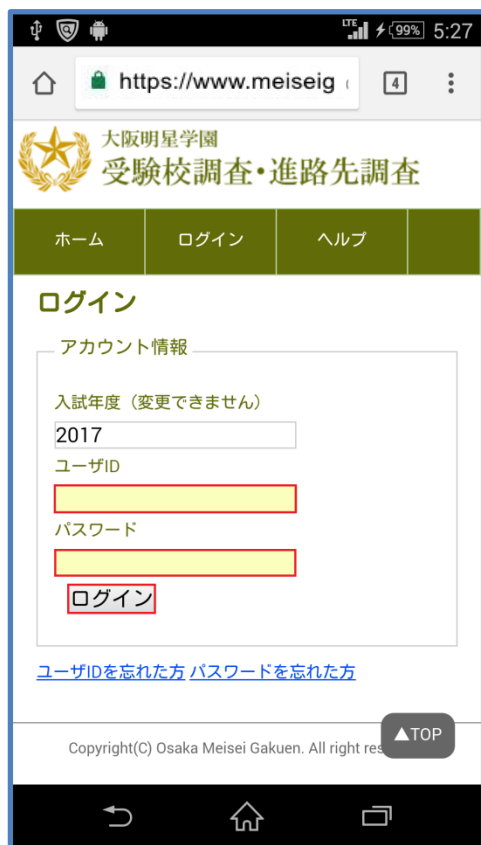 LTE 99% 5:27
https://www.meiseig 4
大阪明星学園
受験校調査・進路先調査
ホーム ログイン ヘルプ
ログイン
アカウント情報
入試年度（変更できません）
2017
ユーザID
パスワード
ログイン
ユーザIDを忘れた方 パスワードを忘れた方
▲TOP
Copyright(C) Osaka Meisei Gakuen. All right res